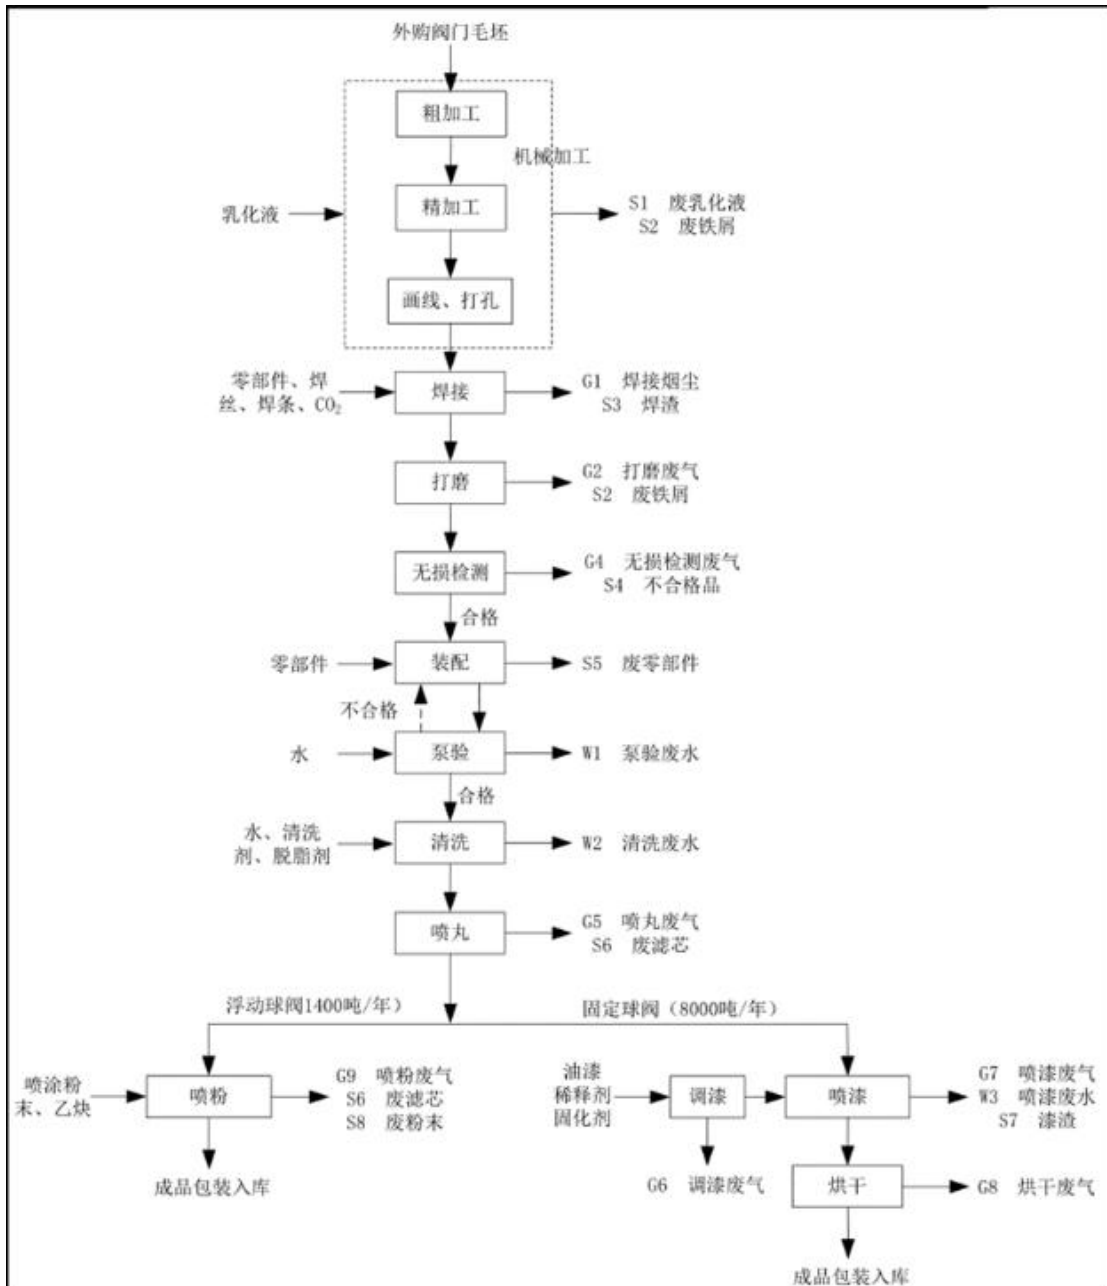 外购阀门毛坯
粗加工
机械加工
精加工
乳化液
S1 废乳化液
S2 废铁屑
画线、打孔
零部件、焊
丝、焊条、CO₂
焊接
G1 焊接烟尘
S3 焊渣
打磨
G2 打磨废气
S2 废铁屑
无损检测
G4 无损检测废气
S4 不合格品
合格
零部件
装配
S5 废零部件
不合格
水
泵验
W1 泵验废水
合格
水、清洗
剂、脱脂剂
清洗
W2 清洗废水
喷丸
G5 喷丸废气
S6 废滤芯
浮动球阀1400吨/年）
固定球阀（8000吨/年）
喷涂粉
末、乙炔
喷粉
G9 喷粉废气
S6 废滤芯
S8 废粉末
油漆
稀释剂
固化剂
调漆
喷漆
G7 喷漆废气
W3 喷漆废水
S7 漆渣
成品包装入库
G6 调漆废气
烘干
G8 烘干废气
成品包装入库